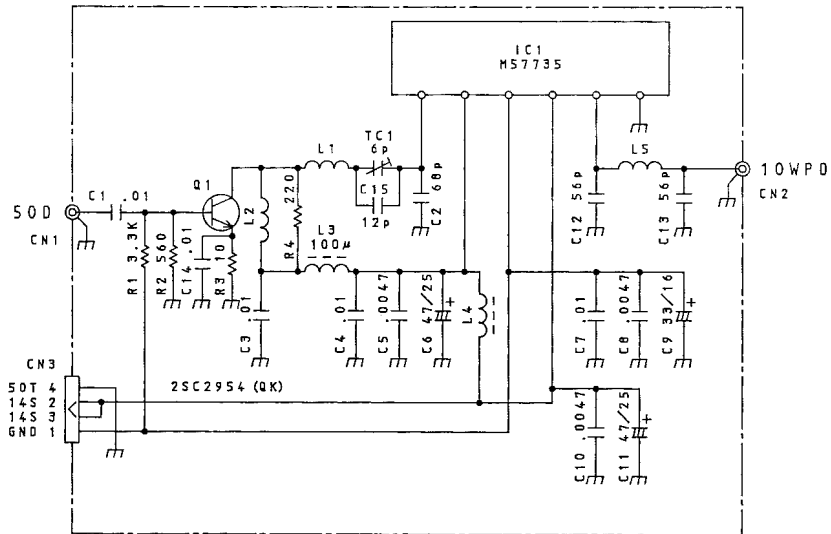 IC1
M57735
TC1
6p
L1
C15
12p
C2 68p
L5
10WPD
CN2
C12 56p
C13 56p
50D
CN1
C1 .01
Q1
L2
R4 220
L3
100μ
R1 3.3K
R2 560
C14 .01
R3 10
C3 .01
C4 .01
C5 .0047
C6 47/25
+
L4
C7 .01
C8 .0047
C9 33/16
+
CN3
50T 4
14S 2
14S 3
GND 1
2SC2954 (QK)
C10 .0047
C11 47/25
+